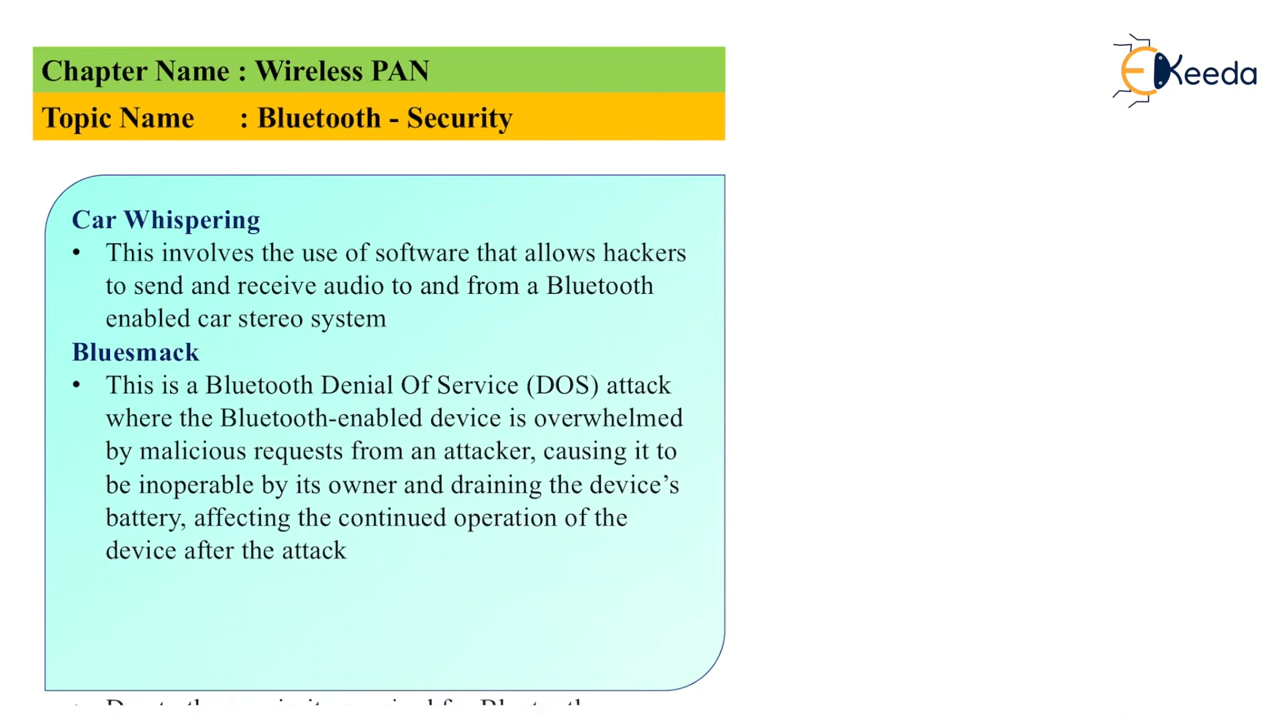 Chapter Name : Wireless PAN
Topic Name : Bluetooth - Security
EKeeda
Car Whispering
• This involves the use of software that allows hackers
to send and receive audio to and from a Bluetooth
enabled car stereo system
Bluesmack
• This is a Bluetooth Denial Of Service (DOS) attack
where the Bluetooth-enabled device is overwhelmed
by malicious requests from an attacker, causing it to
be inoperable by its owner and draining the device’s
battery, affecting the continued operation of the
device after the attack